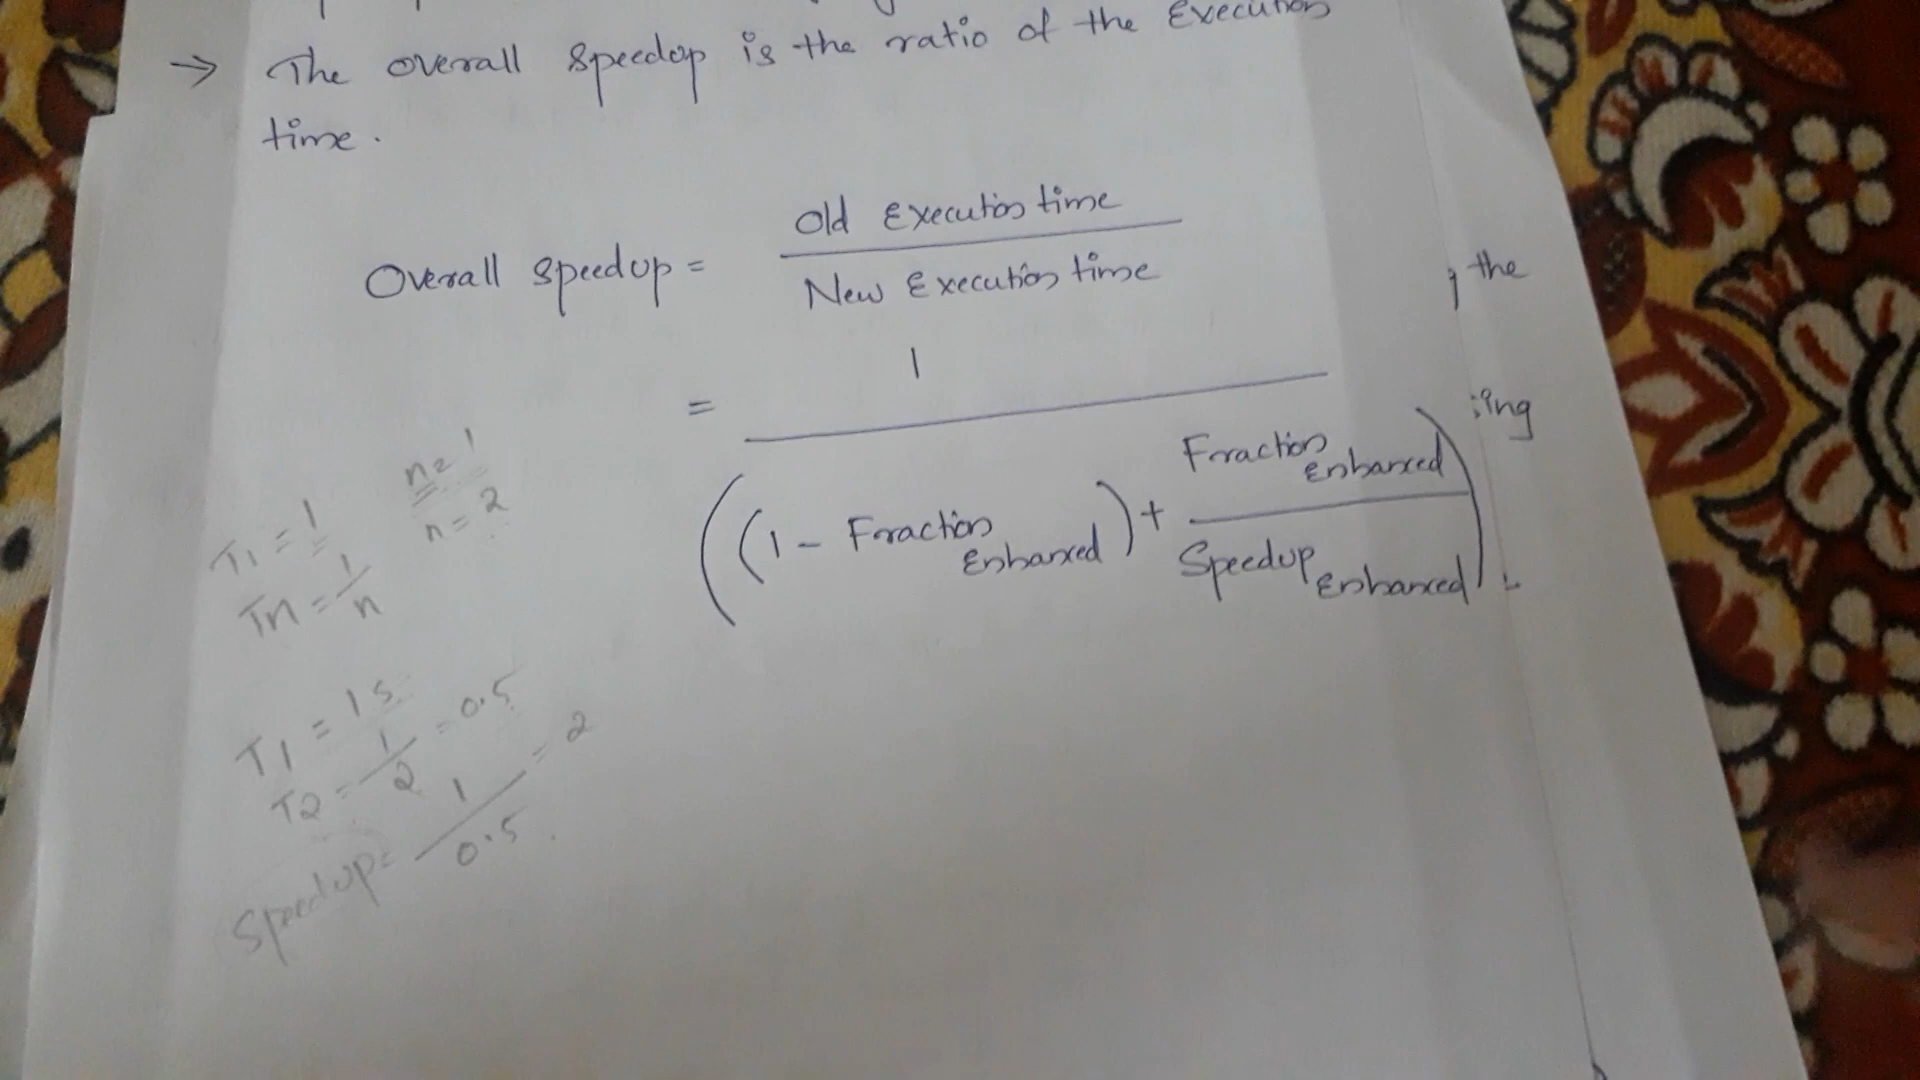 → The overall speedup is the ratio of the Execution
time.
Overall speedup = Old Execution time / New Execution time
= 1 / ((1 - Fraction Enhanced) + Fraction Enhanced / Speedup Enhanced)
the
ing
T1 = 1
n = 1
Tn = 1/n
n = 2
T1 = 1s
T2 = 1/2 = 0.5
Speedup = 1/0.5 = 2